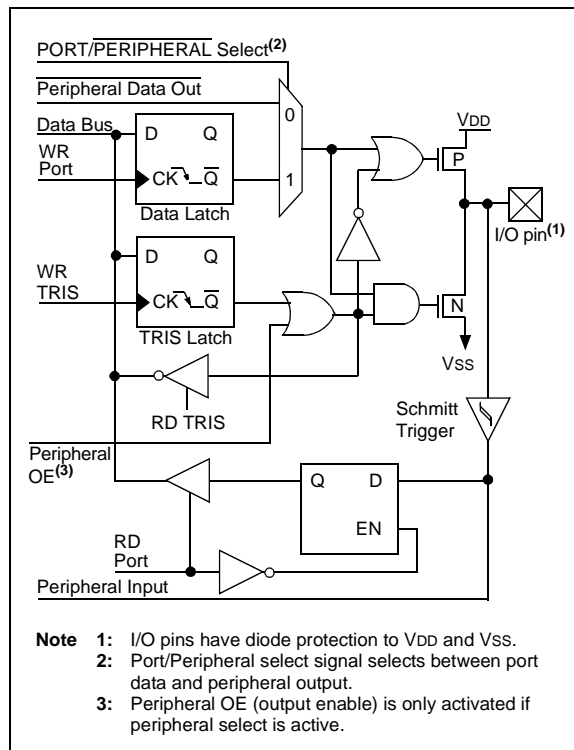 PORT/PERIPHERAL Select(2)
Peripheral Data Out
Data Bus
WR
Port
D Q
CK Q
Data Latch
0
1
VDD
P
I/O pin(1)
WR
TRIS
D Q
CK Q
TRIS Latch
N
VSS
RD TRIS
Schmitt
Trigger
Peripheral
OE(3)
Q D
EN
RD
Port
Peripheral Input
Note 1: I/O pins have diode protection to VDD and VSS.
2: Port/Peripheral select signal selects between port
data and peripheral output.
3: Peripheral OE (output enable) is only activated if
peripheral select is active.